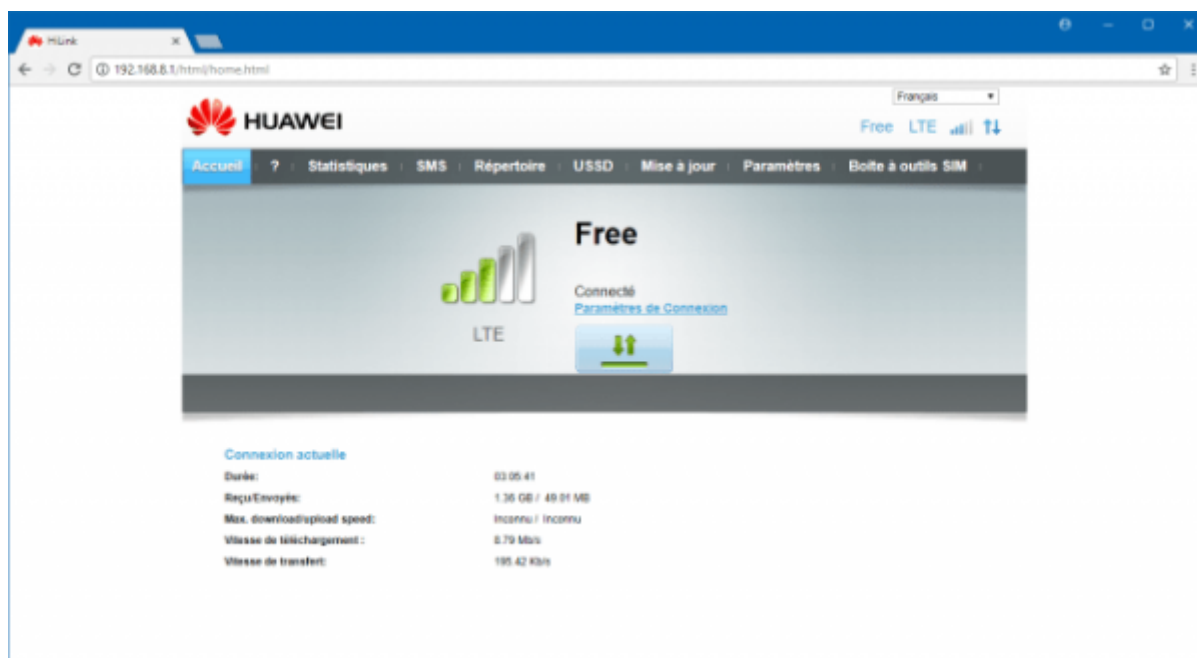 HiLink
192.168.8.1/html/home.html
Français
HUAWEI
Free LTE
Accueil ? Statistiques SMS Répertoire USSD Mise à jour Paramètres Boîte à outils SIM
Free
Connecté
Paramètres de Connexion
LTE
Connexion actuelle
Durée: 03:05:41
Reçu/Envoyés: 1.36 GB / 49.01 MB
Max. download/upload speed: Inconnu / Inconnu
Vitesse de téléchargement : 8.79 Mb/s
Vitesse de transfert: 195.42 Kb/s